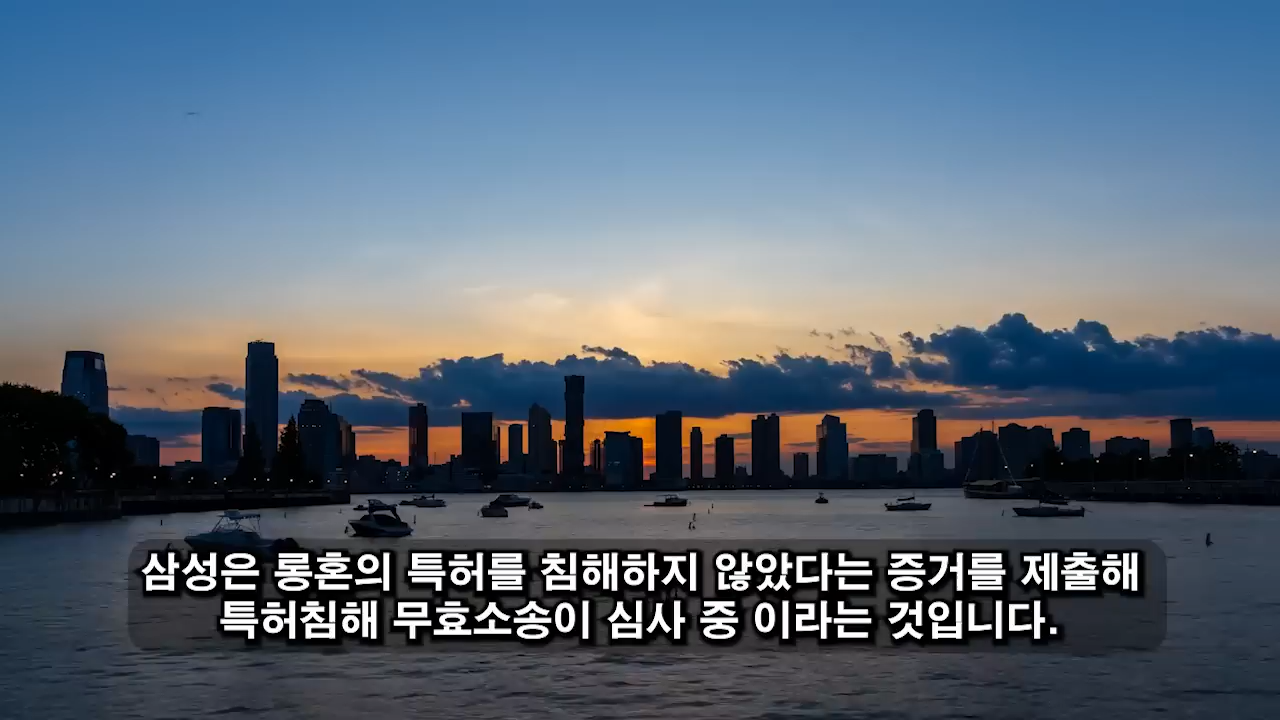 삼성은 롱혼의 특허를 침해하지 않았다는 증거를 제출해
특허침해 무효소송이 심사 중 이라는 것입니다.